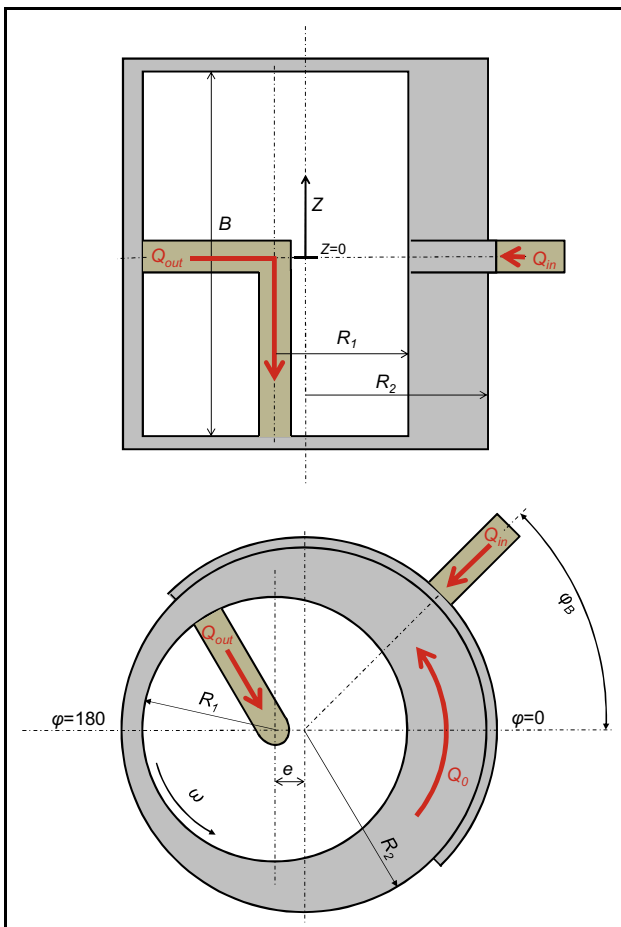 B
Z
Z=0
Q_out
Q_in
R_1
R_2
Q_in
φ_B
Q_out
R_1
φ=180
φ=0
e
Q_0
ω
R_2